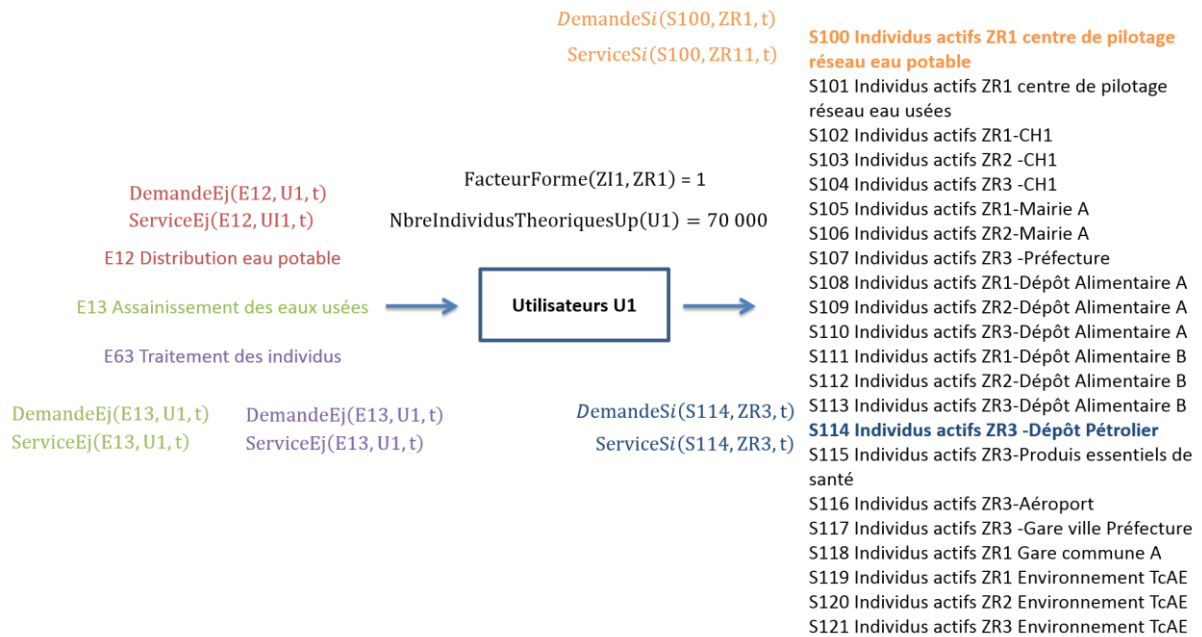 DemandeSi(S100, ZR1, t)
ServiceSi(S100, ZR11, t)
DemandeEj(E12, U1, t)
ServiceEj(E12, UI1, t)
E12 Distribution eau potable
E13 Assainissement des eaux usées
E63 Traitement des individus
DemandeEj(E13, U1, t)
ServiceEj(E13, U1, t)
DemandeEj(E13, U1, t)
ServiceEj(E13, U1, t)
FacteurForme(ZI1, ZR1) = 1
NbreIndividusTheoriquesUp(U1) = 70 000
Utilisateurs U1
DemandeSi(S114, ZR3, t)
ServiceSi(S114, ZR3, t)
S100 Individus actifs ZR1 centre de pilotage
réseau eau potable
S101 Individus actifs ZR1 centre de pilotage
réseau eau usées
S102 Individus actifs ZR1-CH1
S103 Individus actifs ZR2 -CH1
S104 Individus actifs ZR3 -CH1
S105 Individus actifs ZR1-Mairie A
S106 Individus actifs ZR2-Mairie A
S107 Individus actifs ZR3 -Préfecture
S108 Individus actifs ZR1-Dépôt Alimentaire A
S109 Individus actifs ZR2-Dépôt Alimentaire A
S110 Individus actifs ZR3-Dépôt Alimentaire A
S111 Individus actifs ZR1-Dépôt Alimentaire B
S112 Individus actifs ZR2-Dépôt Alimentaire B
S113 Individus actifs ZR3-Dépôt Alimentaire B
S114 Individus actifs ZR3 -Dépôt Pétrolier
S115 Individus actifs ZR3-Produis essentiels de
santé
S116 Individus actifs ZR3-Aéroport
S117 Individus actifs ZR3 -Gare ville Préfecture
S118 Individus actifs ZR1 Gare commune A
S119 Individus actifs ZR1 Environnement TcAE
S120 Individus actifs ZR2 Environnement TcAE
S121 Individus actifs ZR3 Environnement TcAE